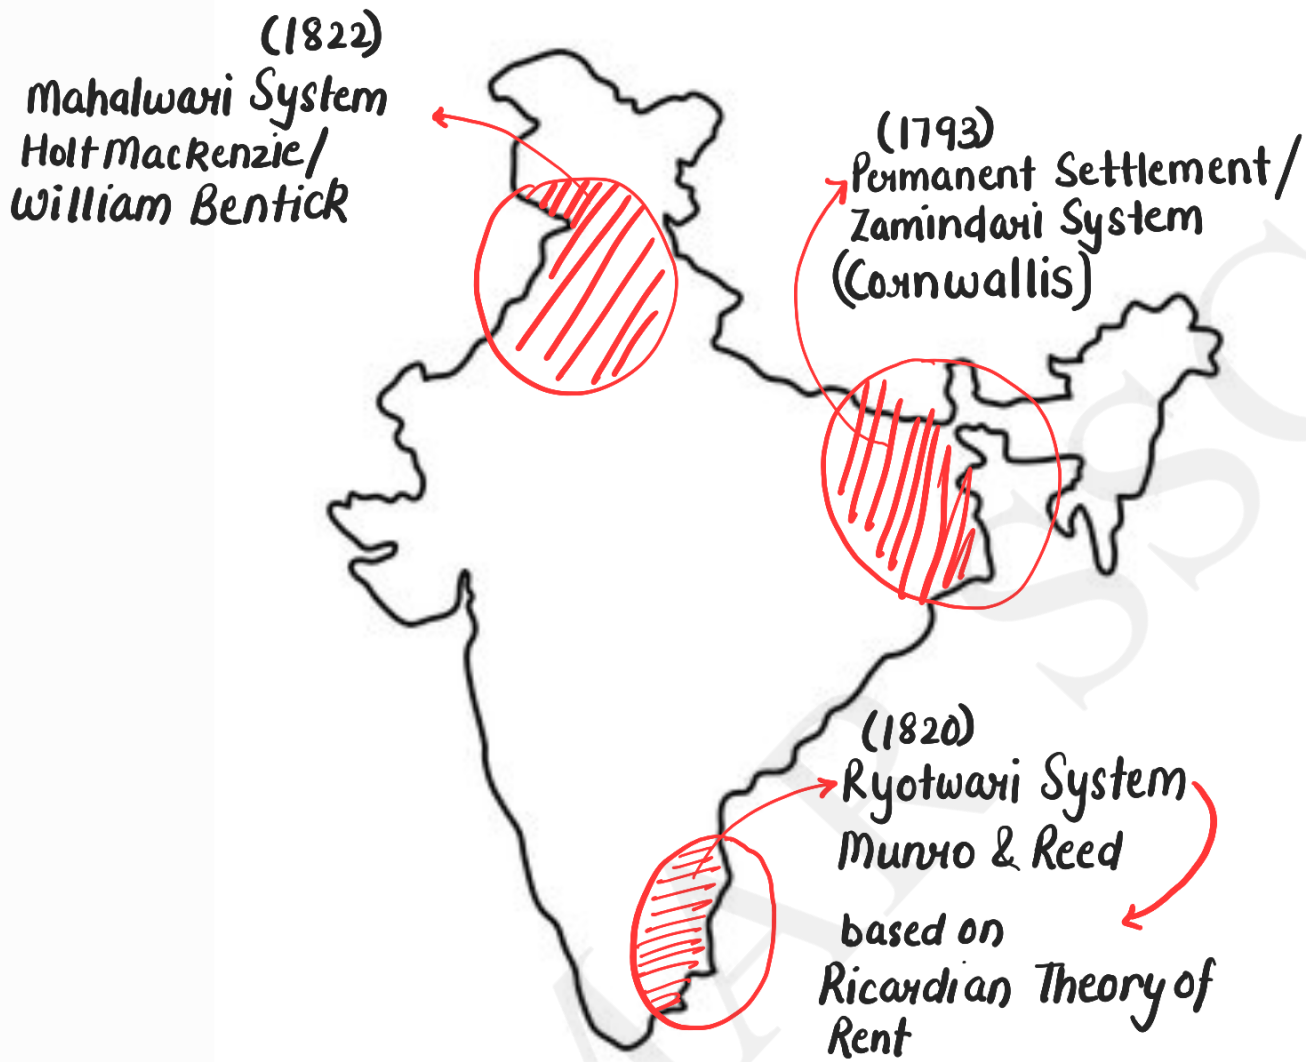 (1822)
Mahalwari System
Holt Mackenzie/
William Bentick
(1793)
Permanent Settlement/
Zamindari System
(Cornwallis)
(1820)
Ryotwari System
Munro & Reed
based on
Ricardian Theory of
Rent